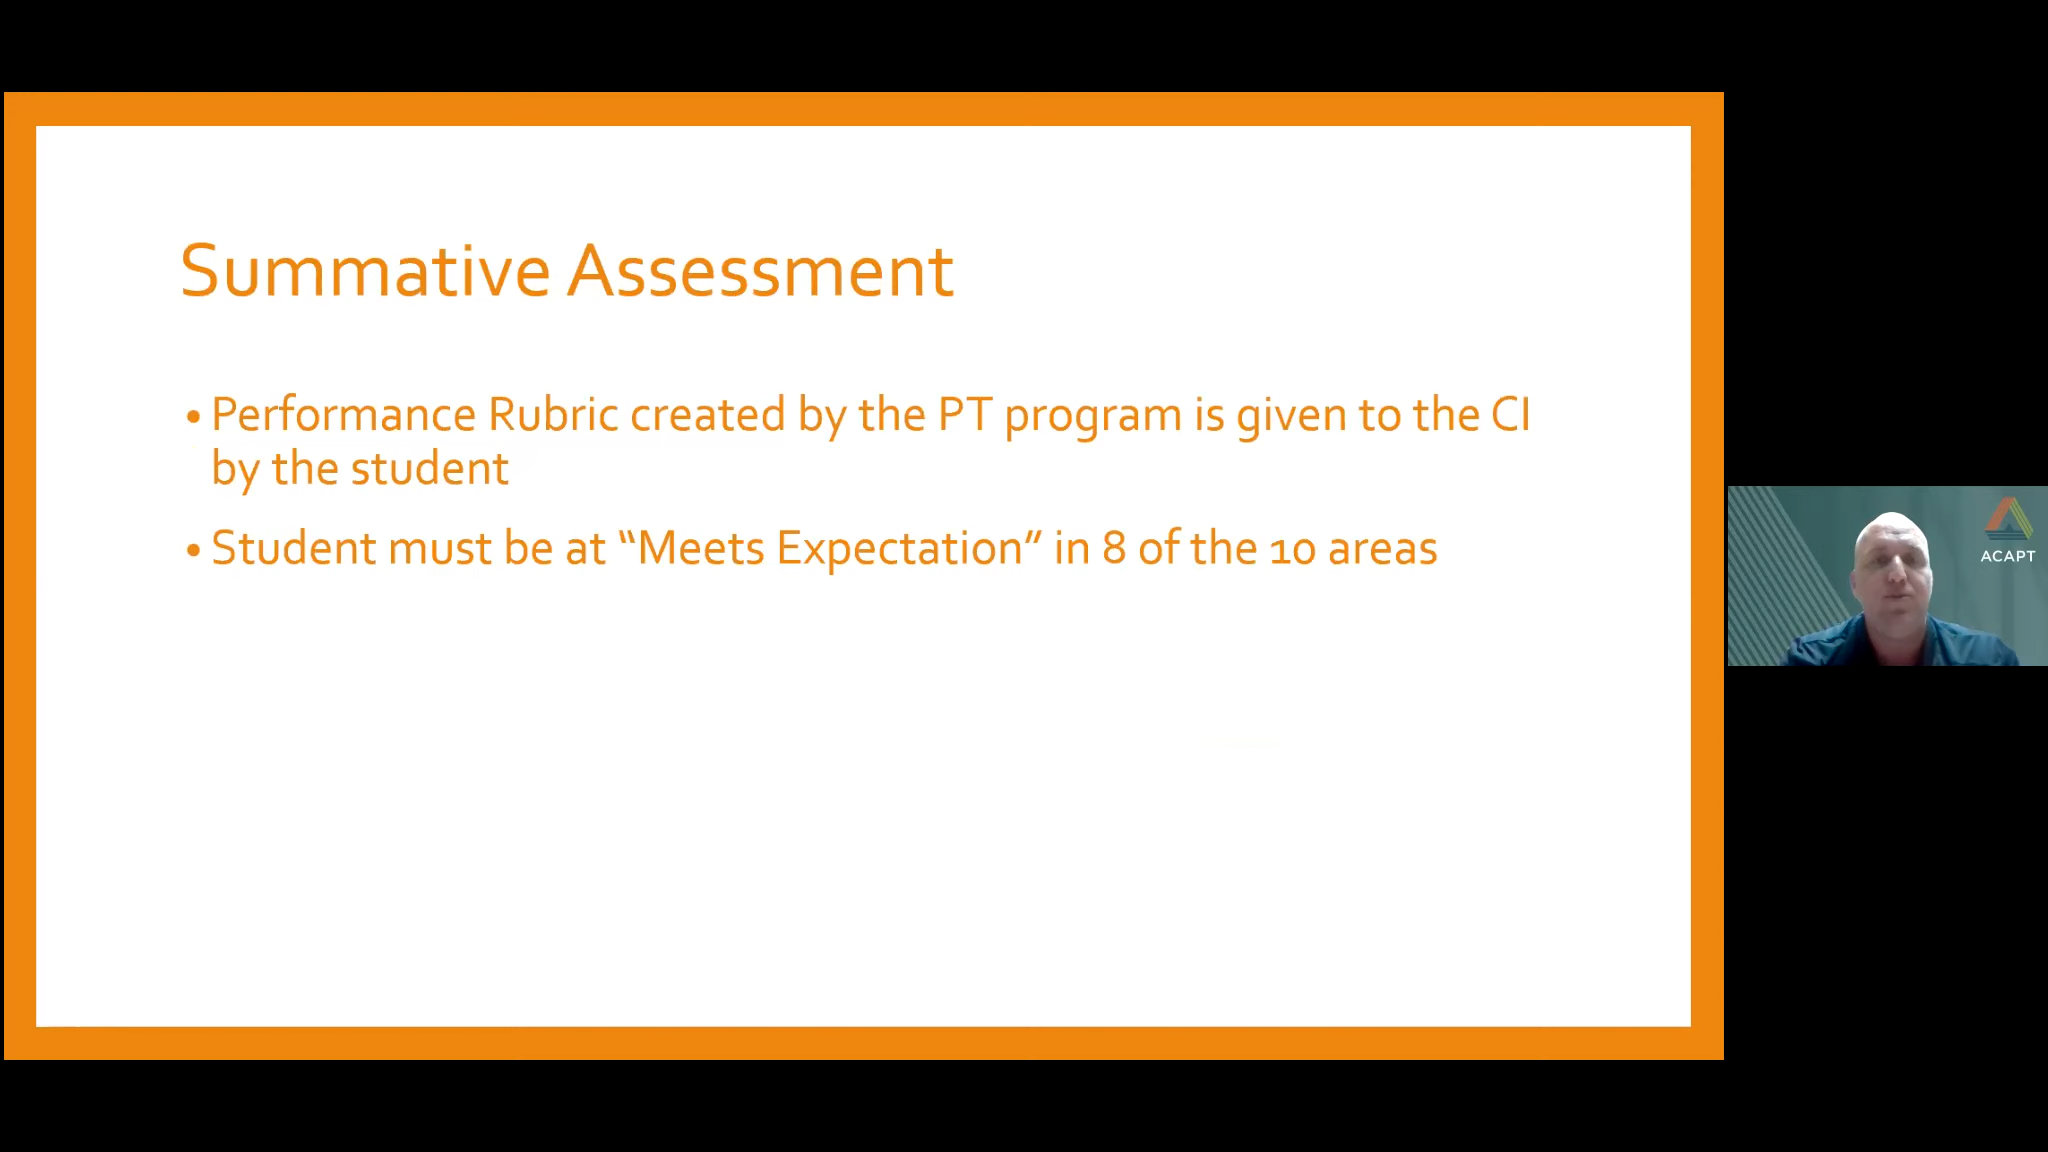 Summative Assessment
• Performance Rubric created by the PT program is given to the CI
by the student
• Student must be at “Meets Expectation” in 8 of the 10 areas
ACAPT